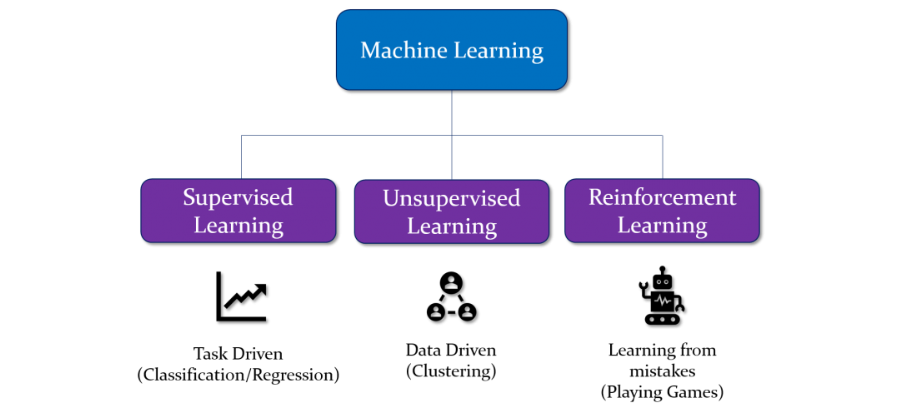 Machine Learning
Supervised
Learning
Unsupervised
Learning
Reinforcement
Learning
Task Driven
(Classification/Regression)
Data Driven
(Clustering)
Learning from
mistakes
(Playing Games)